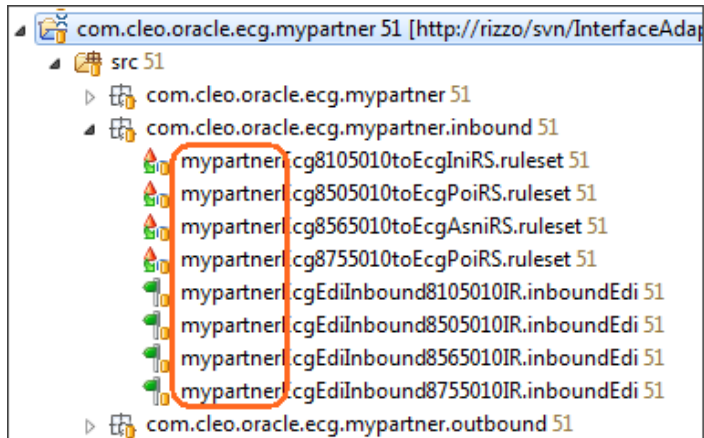 com.cleo.oracle.ecg.mypartner 51 [http://rizzo/svn/InterfaceAdap
src 51
com.cleo.oracle.ecg.mypartner 51
com.cleo.oracle.ecg.mypartner.inbound 51
mypartnerEcg8105010toEcgIniRS.ruleset 51
mypartnerEcg8505010toEcgPoiRS.ruleset 51
mypartnerEcg8565010toEcgAsniRS.ruleset 51
mypartnerEcg8755010toEcgPoiRS.ruleset 51
mypartnerEcgEdiInbound8105010IR.inboundEdi 51
mypartnerEcgEdiInbound8505010IR.inboundEdi 51
mypartnerEcgEdiInbound8565010IR.inboundEdi 51
mypartnerEcgEdiInbound8755010IR.inboundEdi 51
com.cleo.oracle.ecg.mypartner.outbound 51